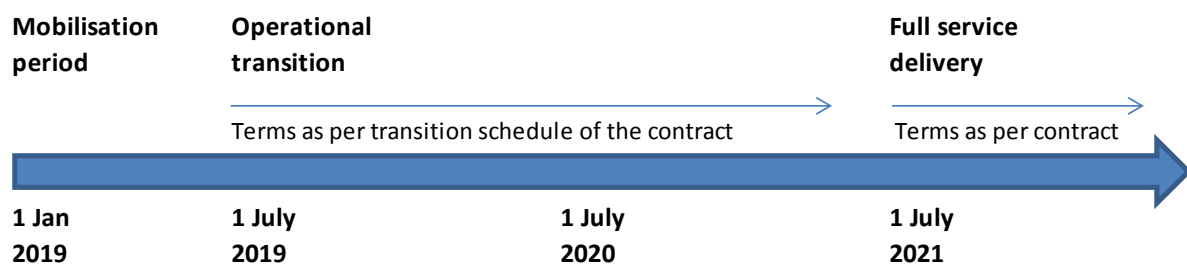 Mobilisation
period
Operational
transition
Full service
delivery
Terms as per transition schedule of the contract
Terms as per contract
1 Jan
2019
1 July
2019
1 July
2020
1 July
2021